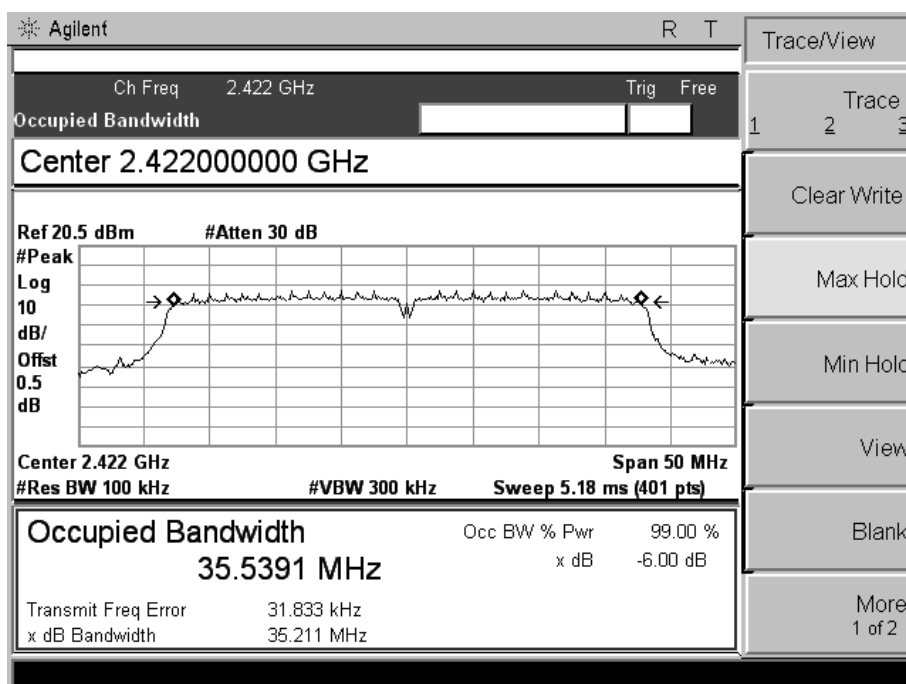 Agilent R T
Trace/View
Ch Freq 2.422 GHz Trig Free
Occupied Bandwidth
Trace
1 2 3
Center 2.422000000 GHz
Clear Write
Ref 20.5 dBm #Atten 30 dB
#Peak
Log
10
dB/
Offst
0.5
dB
Max Hold
Min Hold
View
Blank
More
1 of 2
Center 2.422 GHz Span 50 MHz
#Res BW 100 kHz #VBW 300 kHz Sweep 5.18 ms (401 pts)
Occupied Bandwidth Occ BW % Pwr 99.00 %
35.5391 MHz x dB -6.00 dB
Transmit Freq Error 31.833 kHz
x dB Bandwidth 35.211 MHz